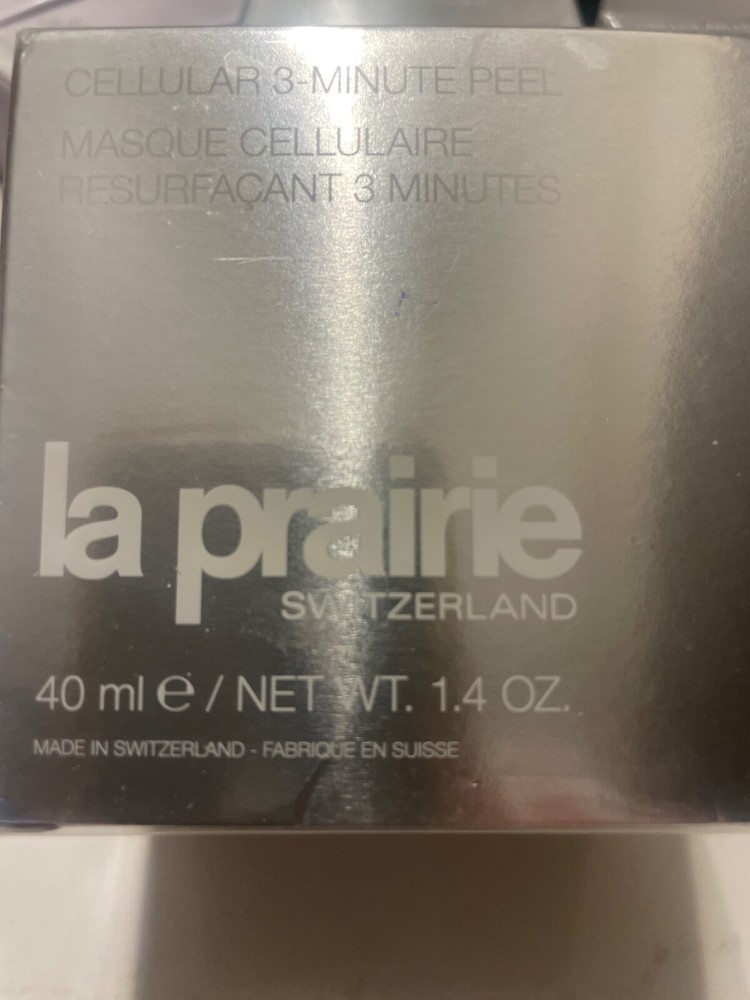 CELLULAR 3-MINUTE PEEL
MASQUE CELLULAIRE
RESURFAÇANT 3 MINUTES
la prairie
SWITZERLAND
40 ml e / NET WT. 1.4 OZ.
MADE IN SWITZERLAND - FABRIQUE EN SUISSE